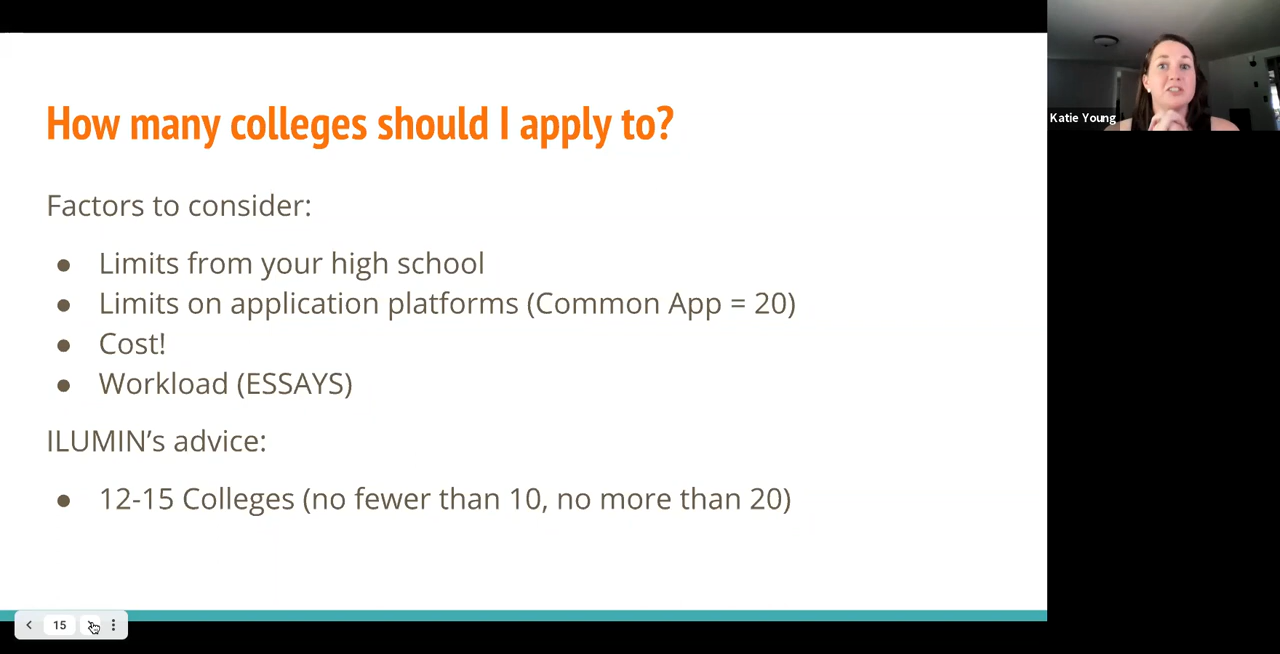 How many colleges should I apply to?
Katie Young
Factors to consider:
● Limits from your high school
● Limits on application platforms (Common App = 20)
● Cost!
● Workload (ESSAYS)
ILUMIN’s advice:
● 12-15 Colleges (no fewer than 10, no more than 20)
15